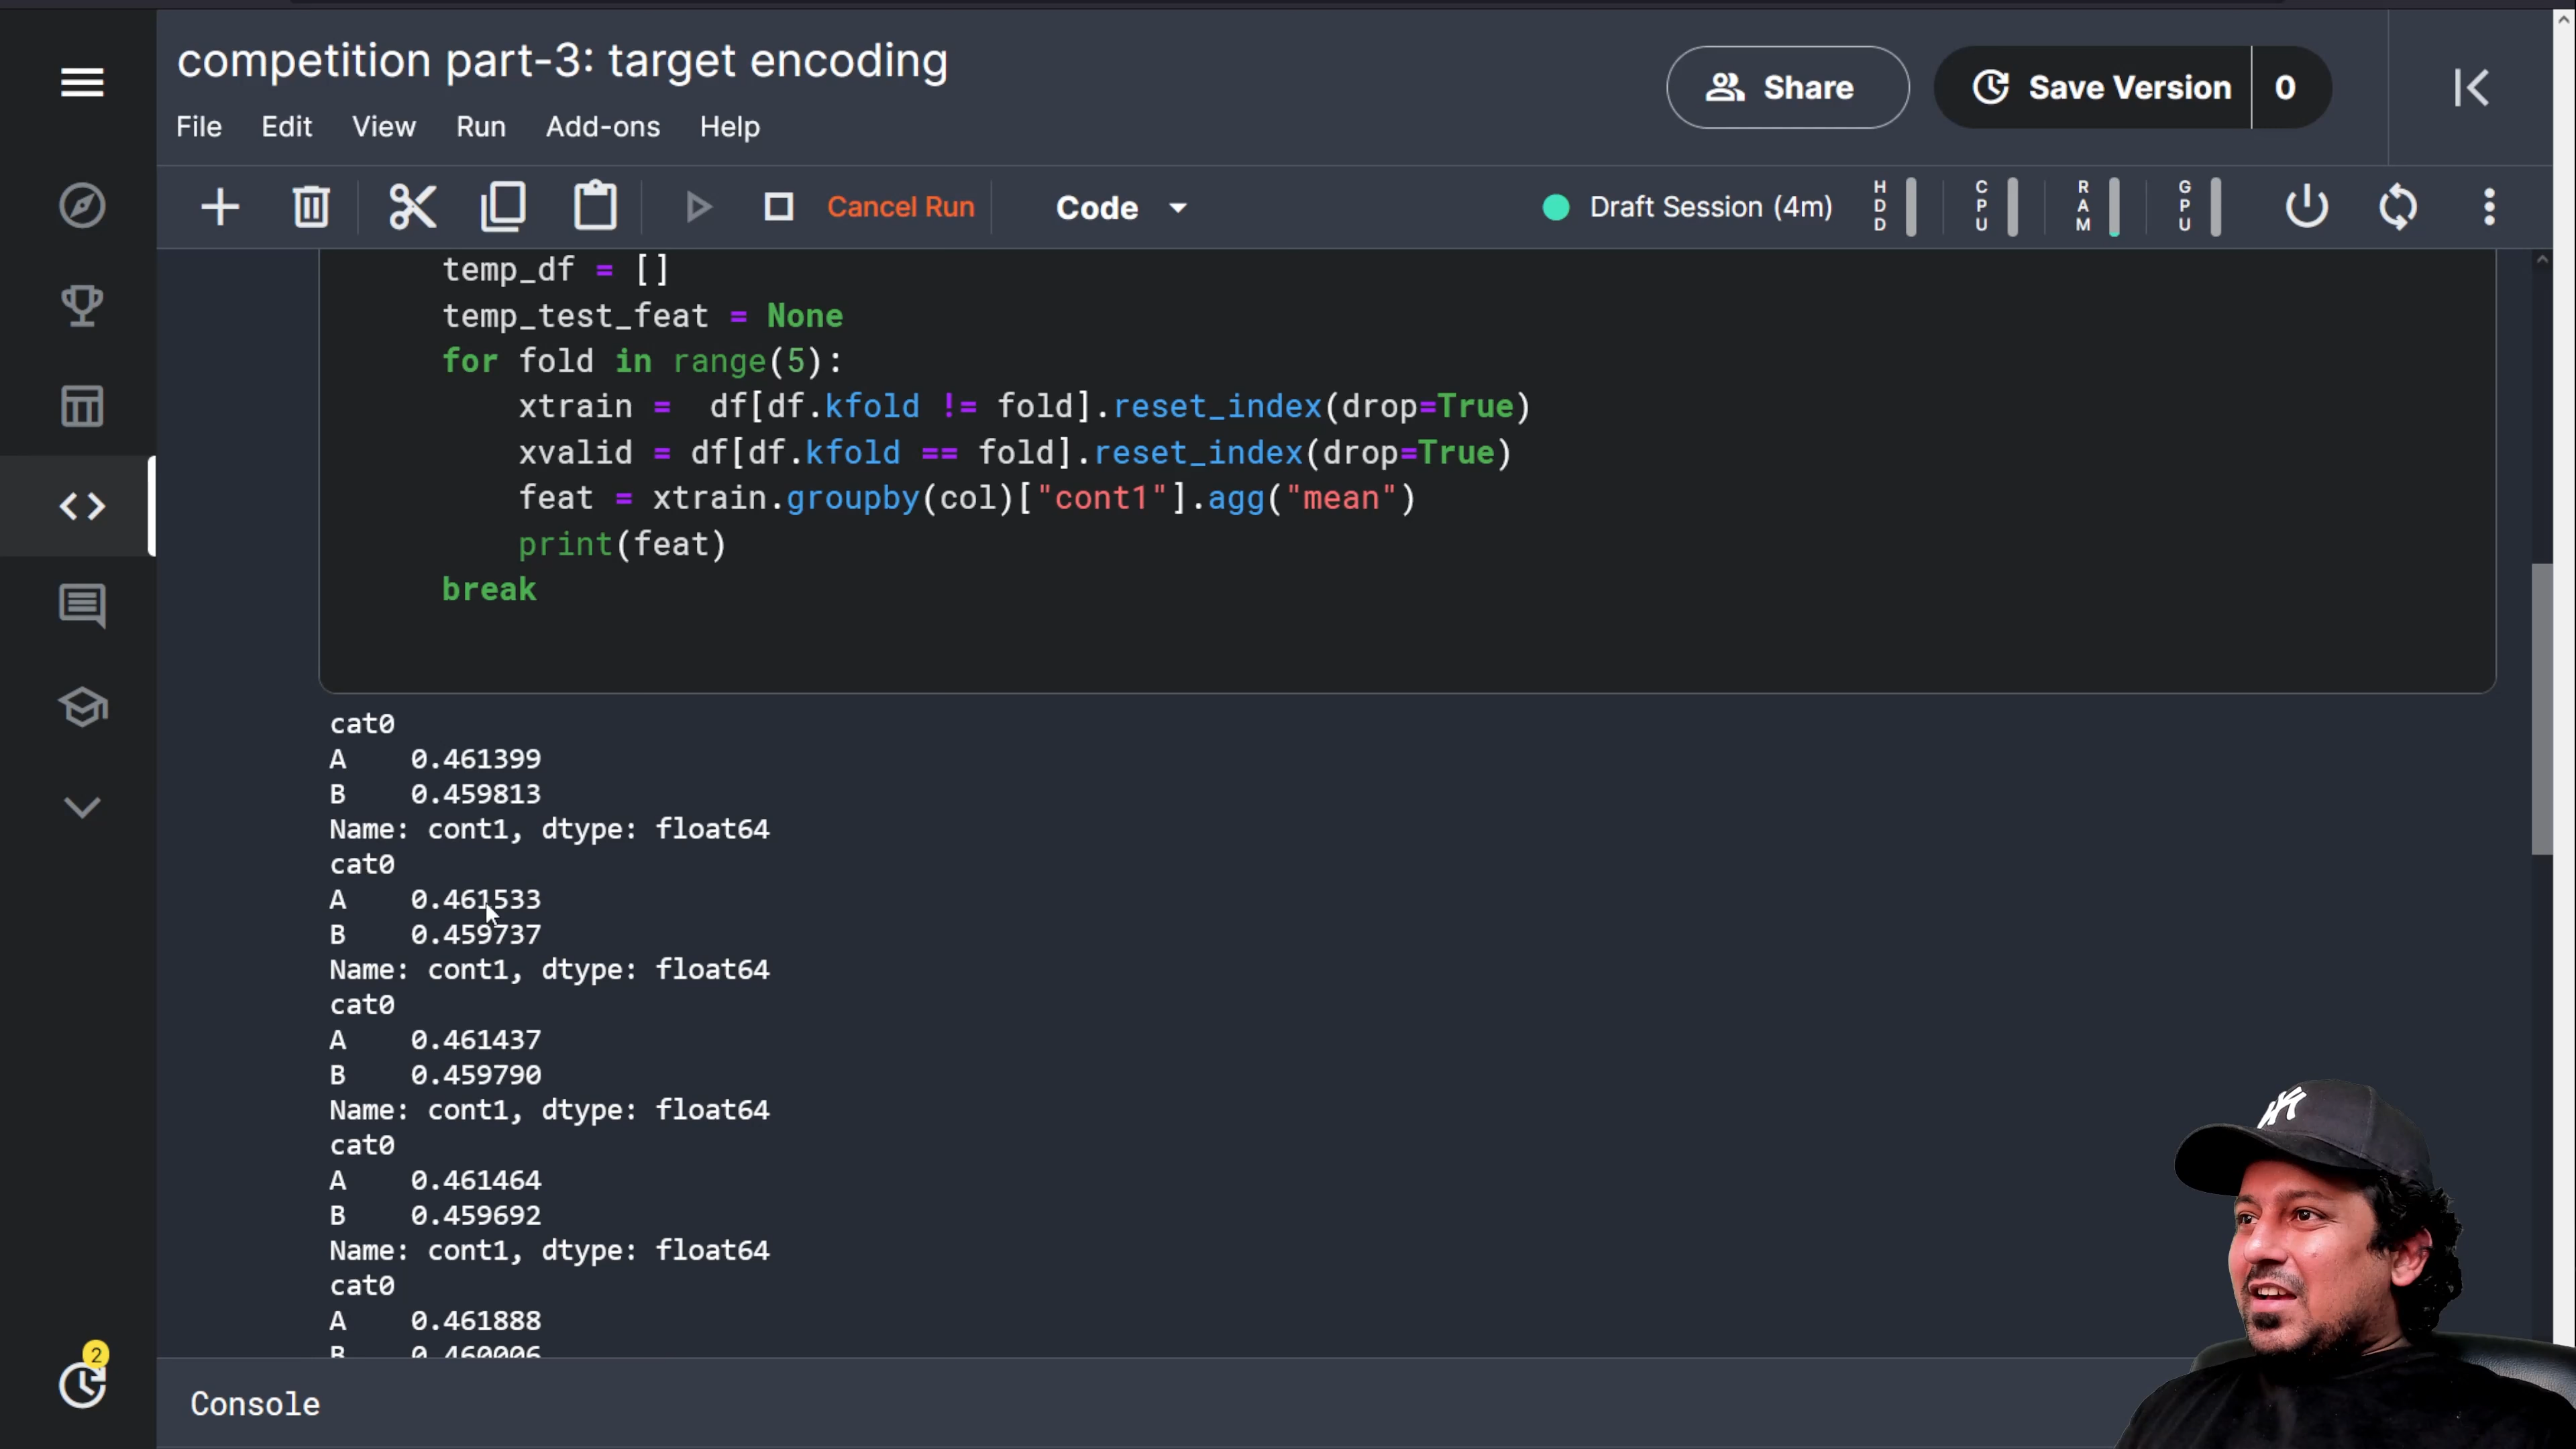 competition part-3: target encoding
Share
Save Version
0
File Edit View Run Add-ons Help
Cancel Run
Code
Draft Session (4m)
HDD
CPU
RAM
GPU
temp_df = []
temp_test_feat = None
for fold in range(5):
xtrain =  df[df.kfold != fold].reset_index(drop=True)
xvalid = df[df.kfold == fold].reset_index(drop=True)
feat = xtrain.groupby(col)["cont1"].agg("mean")
print(feat)
break
cat0
A    0.461399
B    0.459813
Name: cont1, dtype: float64
cat0
A    0.461533
B    0.459737
Name: cont1, dtype: float64
cat0
A    0.461437
B    0.459790
Name: cont1, dtype: float64
cat0
A    0.461464
B    0.459692
Name: cont1, dtype: float64
cat0
A    0.461888
B    0.460006
2
Console